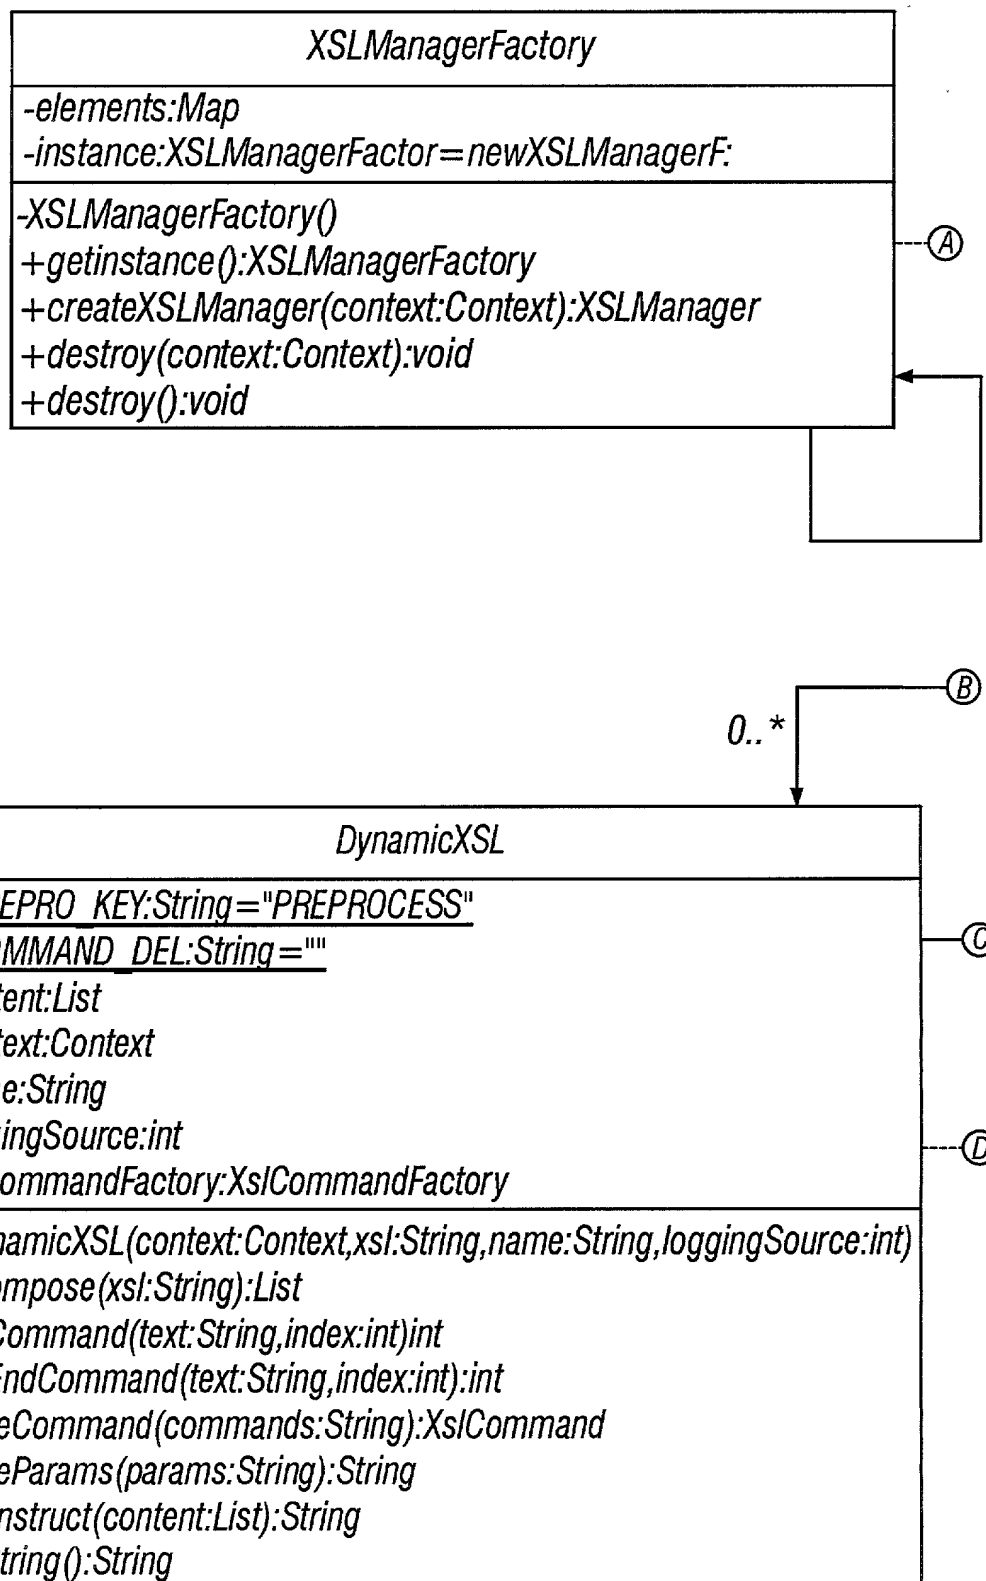 XSLManagerFactory
-elements:Map
-instance:XSLManagerFactor=newXSLManagerF:
-XSLManagerFactory()
+getinstance():XSLManagerFactory
+createXSLManager(context:Context):XSLManager
+destroy(context:Context):void
+destroy():void
A
B
0..*
DynamicXSL
EPRO_KEY:String="PREPROCESS"
MMAND_DEL:String=""
C
tent:List
text:Context
e:String
ingSource:int
D
ommandFactory:XslCommandFactory
namicXSL(context:Context,xsl:String,name:String,loggingSource:int)
mpose(xsl:String):List
Command(text:String,index:int)int
EndCommand(text:String,index:int):int
eCommand(commands:String):XslCommand
eParams(params:String):String
nstruct(content:List):String
tring():String